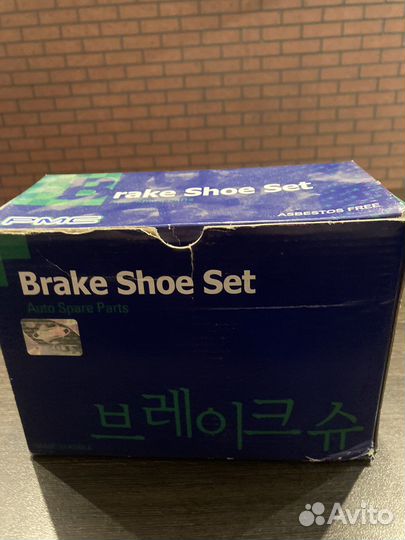 Brake Shoe Set
PMC
ASBESTOS FREE
Brake Shoe Set
Auto Spare Parts
브레이크 슈
Avito